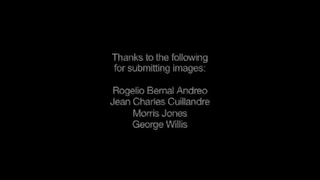 Thanks to the following
for submitting images:
Rogelio Bernal Andreo
Jean Charles Cuillandre
Morris Jones
George Willis